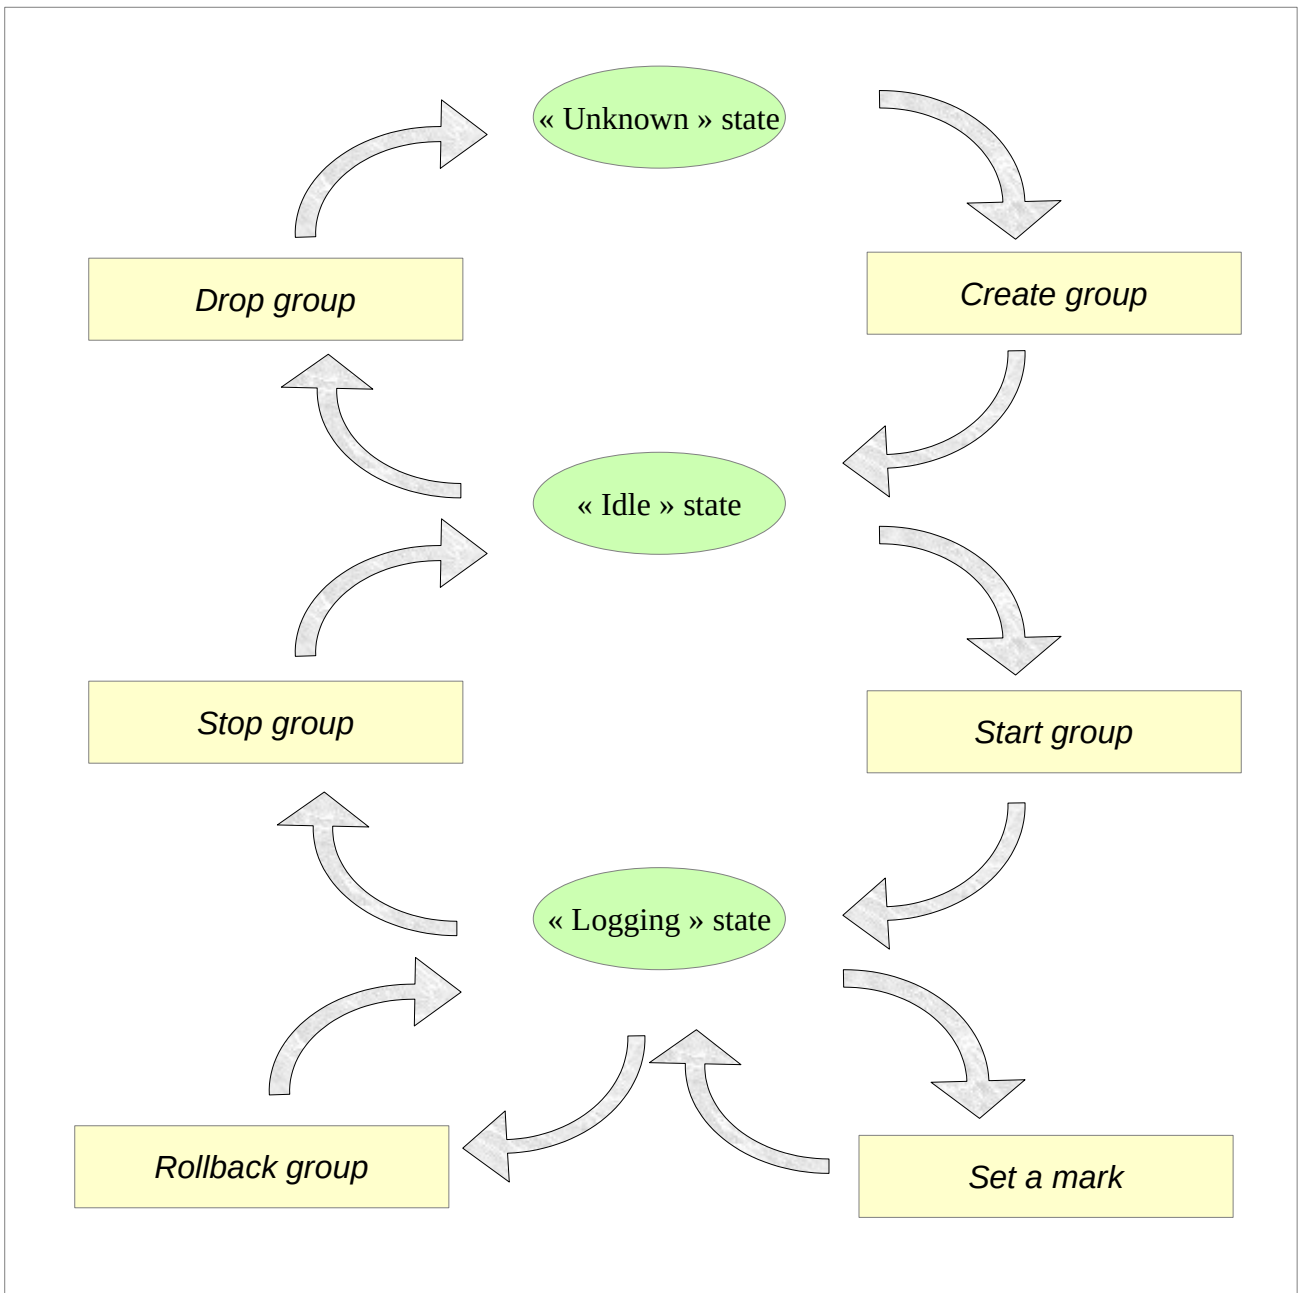 « Unknown » state
Drop group
Create group
« Idle » state
Stop group
Start group
« Logging » state
Rollback group
Set a mark